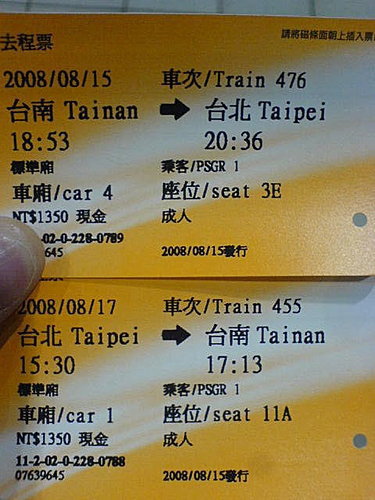 去程票 請將磁條面朝上插入票
2008/08/15 車次/Train 476
台南 Tainan → 台北 Taipei
18:53 20:36
標準廂 乘客/PSGR 1
車廂/car 4 座位/seat 3E
NT$1350 現金 成人
-02-0-228-0789
645 2008/08/15發行
2008/08/17 車次/Train 455
台北 Taipei → 台南 Tainan
15:30 17:13
標準廂 乘客/PSGR 1
車廂/car 1 座位/seat 11A
NT$1350 現金 成人
11-2-02-0-228-0788
07639645 2008/08/15發行